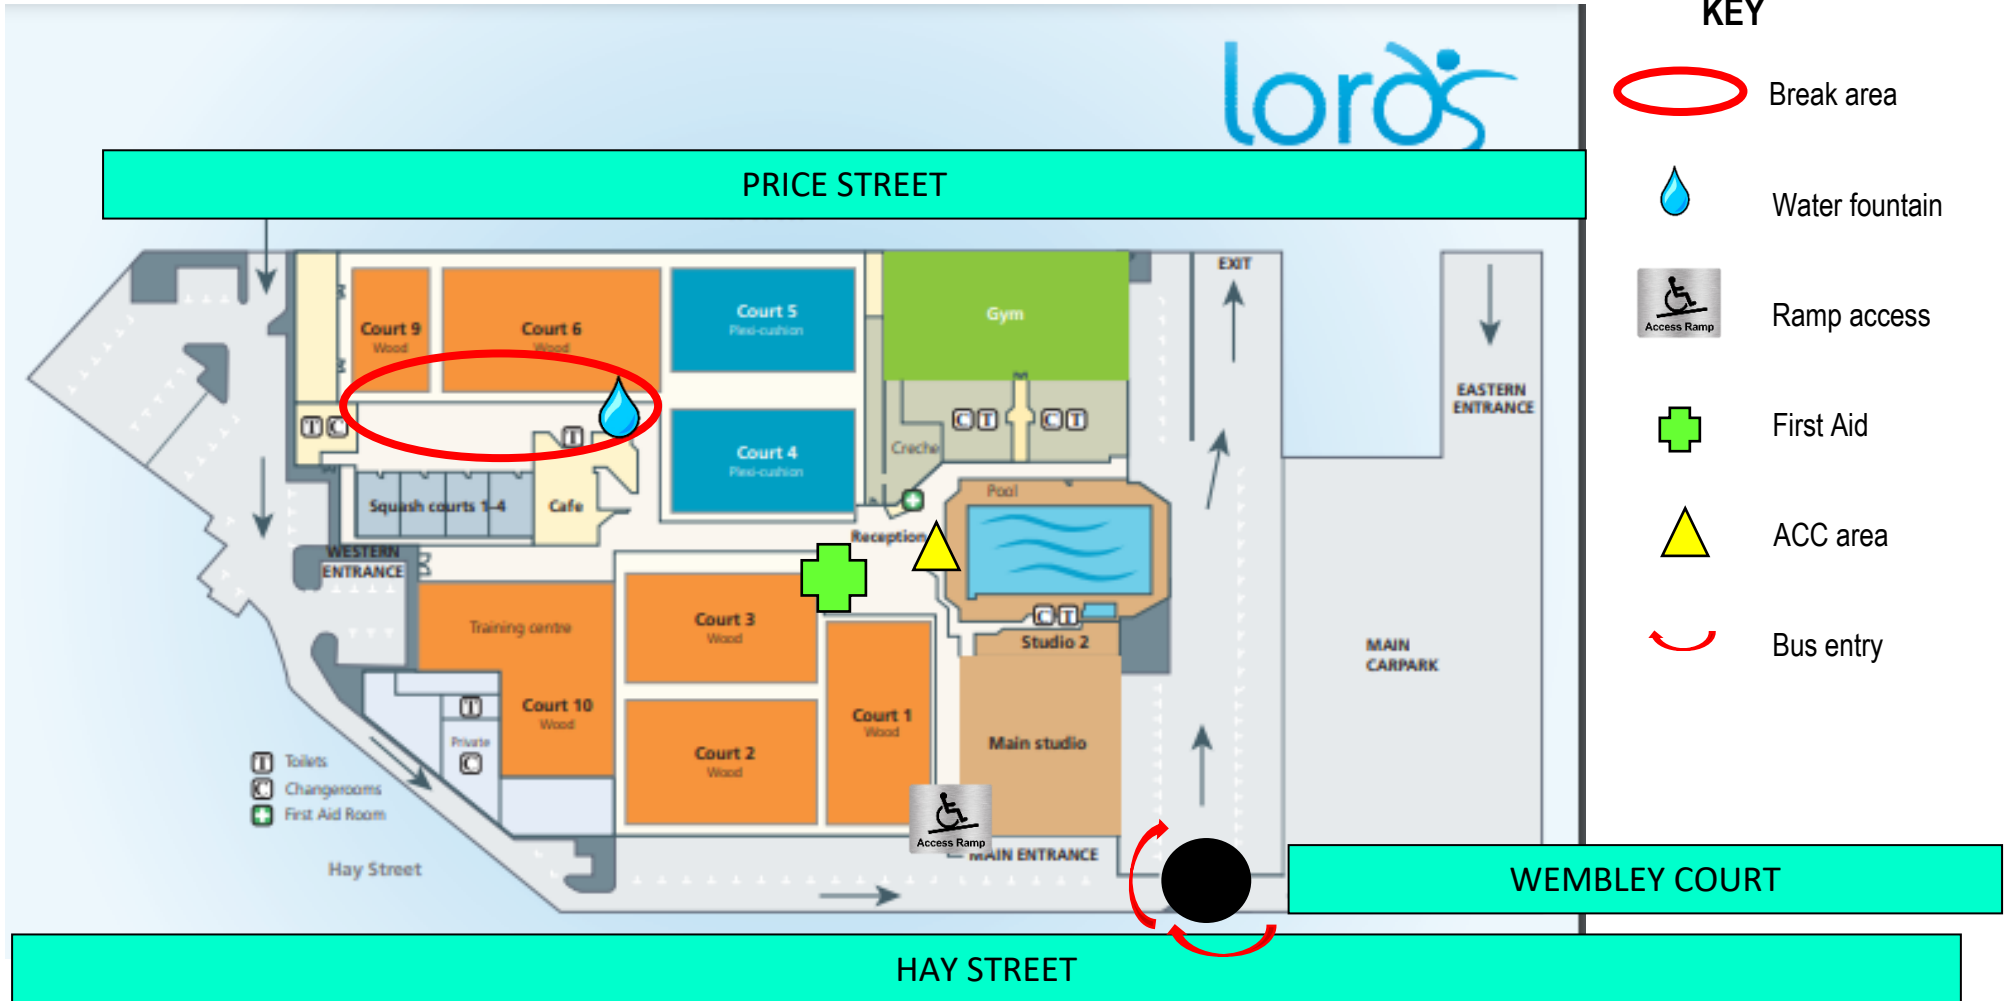 KEY
lords
Break area
PRICE STREET
Water fountain
EXIT
Court 9
Wood
Court 6
Wood
Court 5
Plexi-cushion
Gym
Access Ramp
Ramp access
EASTERN
ENTRANCE
T C
T
C T
C T
Creche
First Aid
Court 4
Plexi-cushion
Pool
Squash courts 1-4
Cafe
Reception
ACC area
WESTERN
ENTRANCE
Training centre
Court 3
Wood
C T
Studio 2
MAIN
CARPARK
Bus entry
Court 10
Wood
T
Private
C
Court 1
Wood
Court 2
Wood
Main studio
T Toilets
C Changerooms
First Aid Room
Access Ramp
MAIN ENTRANCE
Hay Street
WEMBLEY COURT
HAY STREET